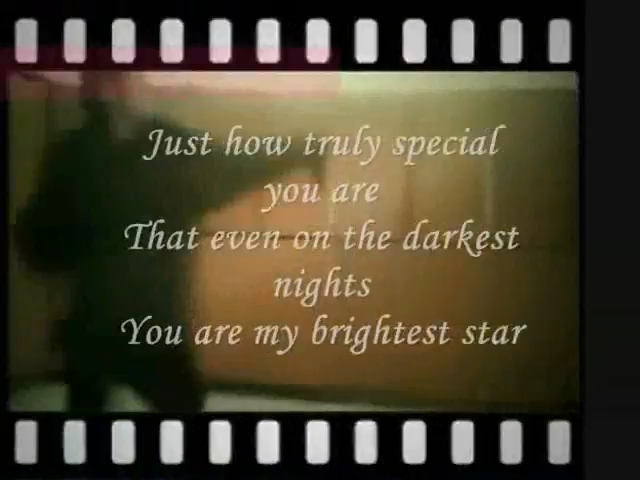 Just how truly special
you are
That even on the darkest
nights
You are my brightest star